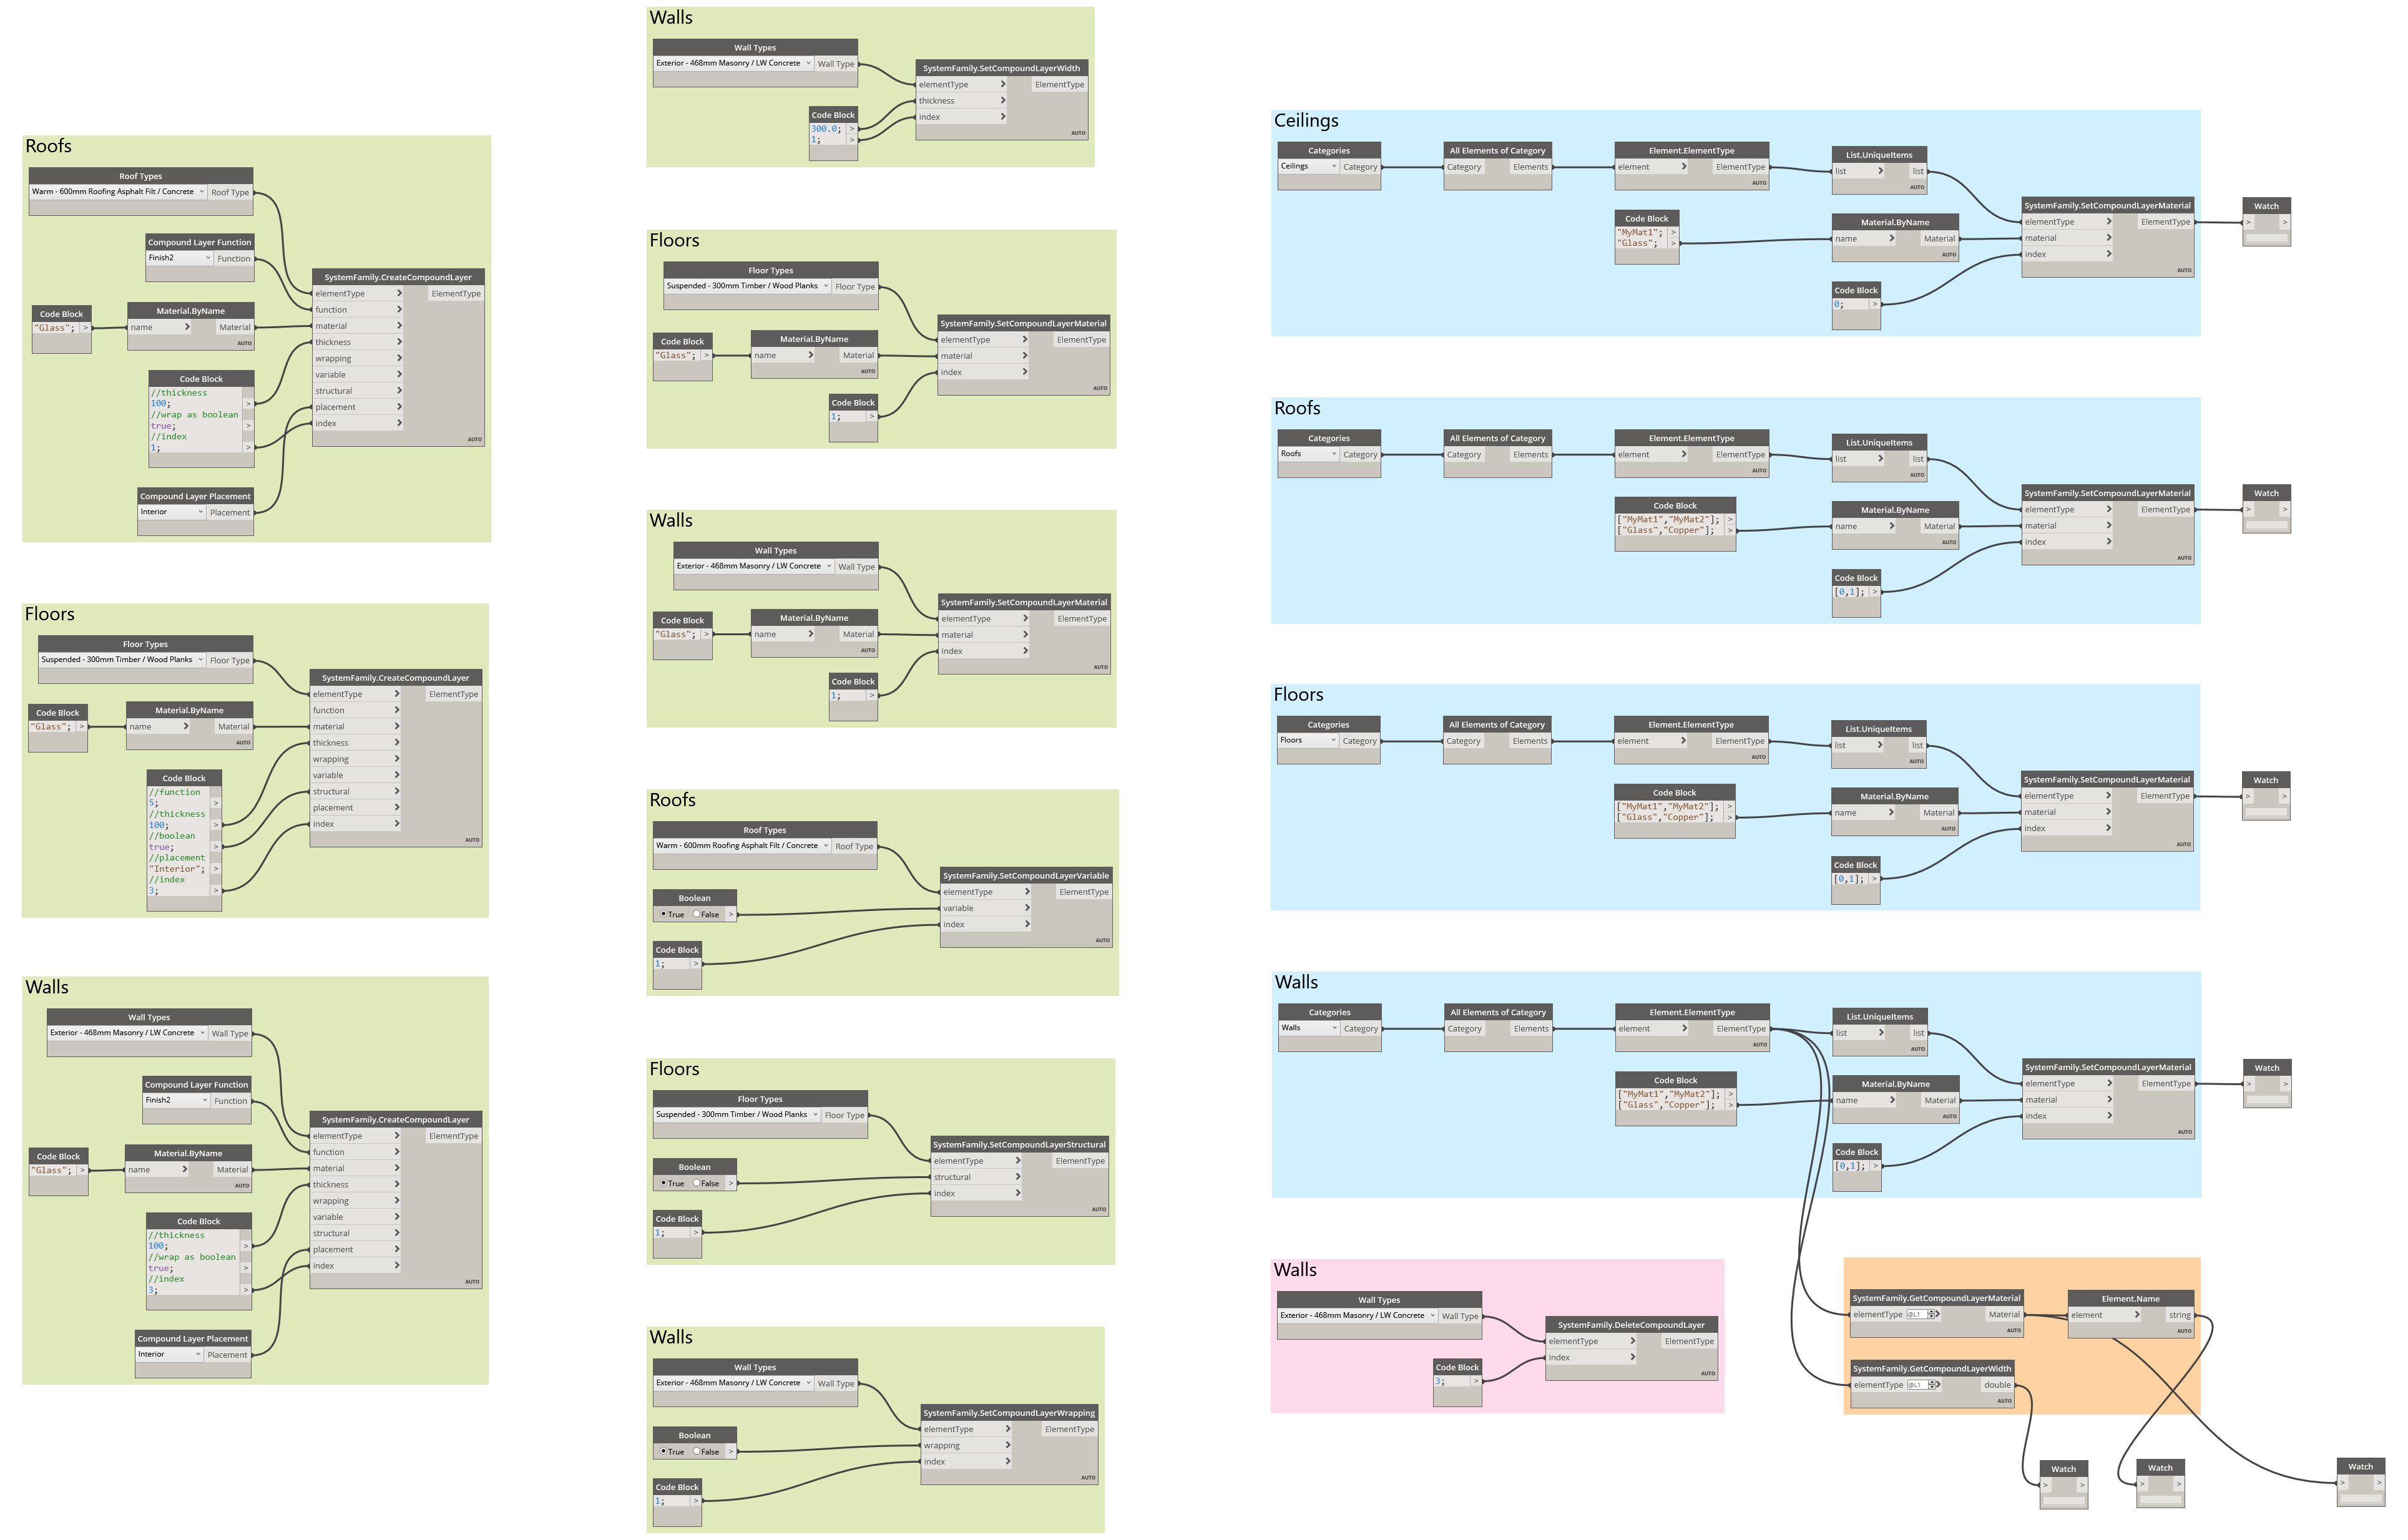 Roofs
Roof Types
Warm - 600mm Roofing Asphalt Filt / Concrete Roof Type
Compound Layer Function
Finish2 Function
Code Block
"Glass"; >
Material.ByName
name > Material
AUTO
Code Block
//thickness
100; >
//wrap as boolean
true; >
//index
1; >
Compound Layer Placement
Interior Placement
SystemFamily.CreateCompoundLayer
elementType > ElementType
function >
material >
thickness >
wrapping >
variable >
structural >
placement >
index >
AUTO
Floors
Floor Types
Suspended - 300mm Timber / Wood Planks Floor Type
Code Block
"Glass"; >
Material.ByName
name > Material
AUTO
Code Block
//function
5; >
//thickness
100; >
//boolean
true; >
//placement
"Interior"; >
//index
3; >
SystemFamily.CreateCompoundLayer
elementType > ElementType
function >
material >
thickness >
wrapping >
variable >
structural >
placement >
index >
AUTO
Walls
Wall Types
Exterior - 468mm Masonry / LW Concrete Wall Type
Compound Layer Function
Finish2 Function
Code Block
"Glass"; >
Material.ByName
name > Material
AUTO
Code Block
//thickness
100; >
//wrap as boolean
true; >
//index
3; >
Compound Layer Placement
Interior Placement
SystemFamily.CreateCompoundLayer
elementType > ElementType
function >
material >
thickness >
wrapping >
variable >
structural >
placement >
index >
AUTO
Walls
Wall Types
Exterior - 468mm Masonry / LW Concrete Wall Type
Code Block
300.0; >
1; >
SystemFamily.SetCompoundLayerWidth
elementType > ElementType
thickness >
index >
AUTO
Floors
Floor Types
Suspended - 300mm Timber / Wood Planks Floor Type
Code Block
"Glass"; >
Material.ByName
name > Material
AUTO
Code Block
1; >
SystemFamily.SetCompoundLayerMaterial
elementType > ElementType
material >
index >
AUTO
Walls
Wall Types
Exterior - 468mm Masonry / LW Concrete Wall Type
Code Block
"Glass"; >
Material.ByName
name > Material
AUTO
Code Block
1; >
SystemFamily.SetCompoundLayerMaterial
elementType > ElementType
material >
index >
AUTO
Roofs
Roof Types
Warm - 600mm Roofing Asphalt Filt / Concrete Roof Type
Boolean
True False >
Code Block
1; >
SystemFamily.SetCompoundLayerVariable
elementType > ElementType
variable >
index >
AUTO
Floors
Floor Types
Suspended - 300mm Timber / Wood Planks Floor Type
Boolean
True False >
Code Block
1; >
SystemFamily.SetCompoundLayerStructural
elementType > ElementType
structural >
index >
AUTO
Walls
Wall Types
Exterior - 468mm Masonry / LW Concrete Wall Type
Boolean
True False >
Code Block
1; >
SystemFamily.SetCompoundLayerWrapping
elementType > ElementType
wrapping >
index >
AUTO
Ceilings
Categories
Ceilings Category
All Elements of Category
Category Elements
Element.ElementType
element > ElementType
AUTO
List.UniqueItems
list > list
AUTO
Code Block
"MyMat1"; >
"Glass"; >
Material.ByName
name > Material
AUTO
Code Block
0; >
SystemFamily.SetCompoundLayerMaterial
elementType > ElementType
material >
index >
AUTO
Watch
> >
Roofs
Categories
Roofs Category
All Elements of Category
Category Elements
Element.ElementType
element > ElementType
AUTO
List.UniqueItems
list > list
AUTO
Code Block
["MyMat1","MyMat2"]; >
["Glass","Copper"]; >
Material.ByName
name > Material
AUTO
Code Block
[0,1]; >
SystemFamily.SetCompoundLayerMaterial
elementType > ElementType
material >
index >
AUTO
Watch
> >
Floors
Categories
Floors Category
All Elements of Category
Category Elements
Element.ElementType
element > ElementType
AUTO
List.UniqueItems
list > list
AUTO
Code Block
["MyMat1","MyMat2"]; >
["Glass","Copper"]; >
Material.ByName
name > Material
AUTO
Code Block
[0,1]; >
SystemFamily.SetCompoundLayerMaterial
elementType > ElementType
material >
index >
AUTO
Watch
> >
Walls
Categories
Walls Category
All Elements of Category
Category Elements
Element.ElementType
element > ElementType
AUTO
List.UniqueItems
list > list
AUTO
Code Block
["MyMat1","MyMat2"]; >
["Glass","Copper"]; >
Material.ByName
name > Material
AUTO
Code Block
[0,1]; >
SystemFamily.SetCompoundLayerMaterial
elementType > ElementType
material >
index >
AUTO
Watch
> >
Walls
Wall Types
Exterior - 468mm Masonry / LW Concrete Wall Type
Code Block
3; >
SystemFamily.DeleteCompoundLayer
elementType > ElementType
index >
AUTO
SystemFamily.GetCompoundLayerMaterial
elementType @L1 > Material
AUTO
Element.Name
element > string
AUTO
SystemFamily.GetCompoundLayerWidth
elementType @L1 > double
AUTO
Watch
> >
Watch
> >
Watch
> >